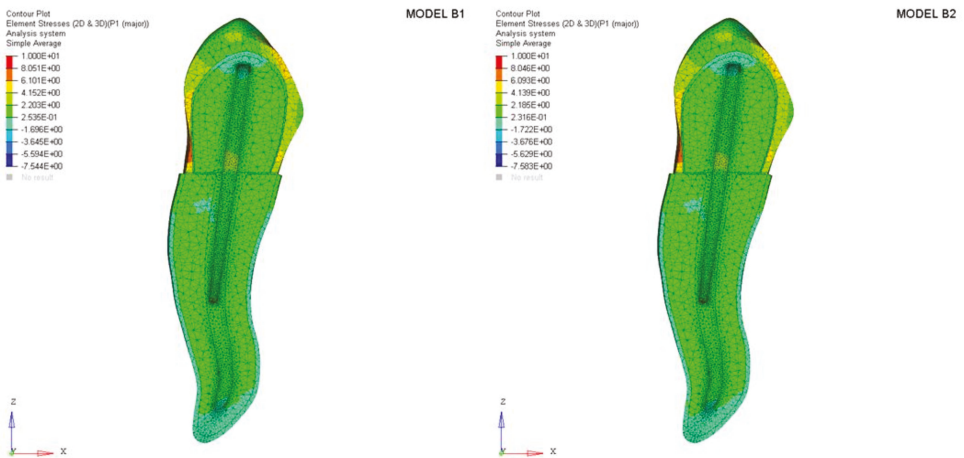 Contour Plot
Element Stresses (2D & 3D)(P1 (major))
Analysis system
Simple Average
1.000E+01
8.051E+00
6.101E+00
4.152E+00
2.203E+00
2.535E-01
-1.696E+00
-3.645E+00
-5.594E+00
-7.544E+00
No result
MODEL B1
Z
Y
X
Contour Plot
Element Stresses (2D & 3D)(P1 (major))
Analysis system
Simple Average
1.000E+01
8.046E+00
6.093E+00
4.139E+00
2.185E+00
2.316E-01
-1.722E+00
-3.676E+00
-5.629E+00
-7.583E+00
No result
MODEL B2
Z
Y
X